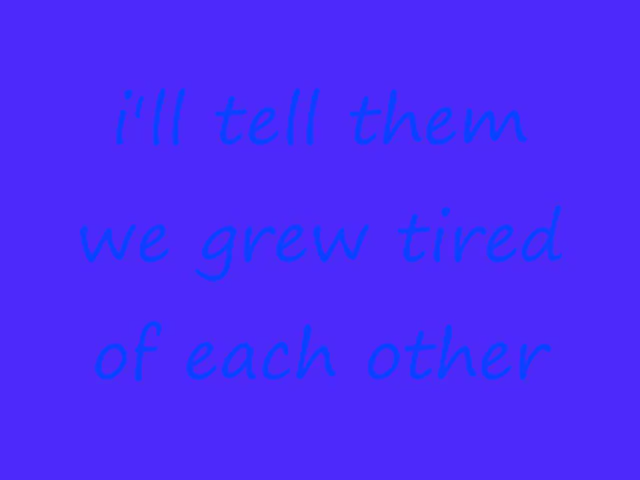 i'll tell them
we grew tired
of each other